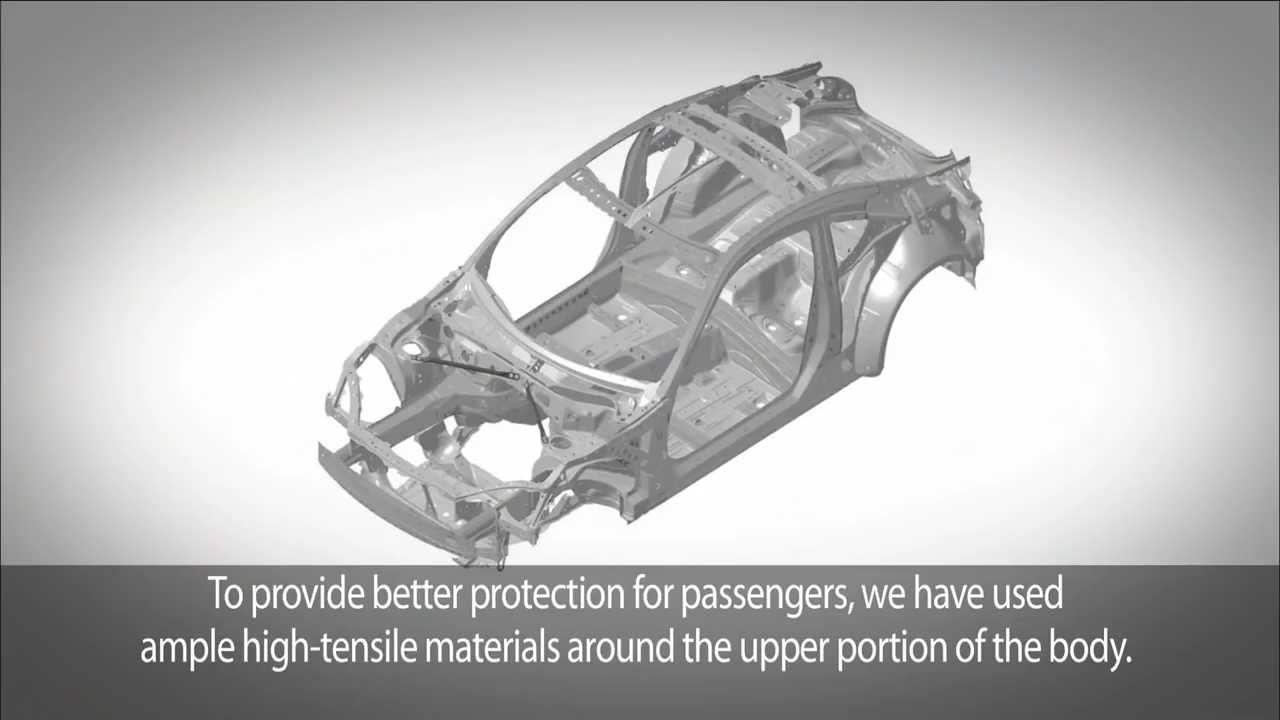 To provide better protection for passengers, we have used
ample high-tensile materials around the upper portion of the body.